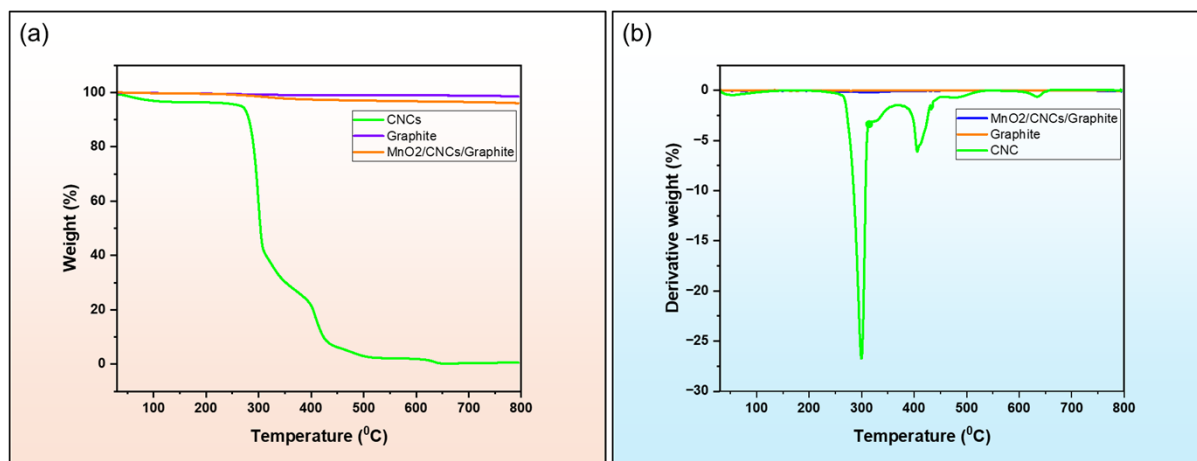 (a)
100
80
60
40
20
0
Weight (%)
CNCs
Graphite
MnO2/CNCs/Graphite
100 200 300 400 500 600 700 800
Temperature (⁰C)
(b)
0
−5
−10
−15
−20
−25
−30
Derivative weight (%)
MnO2/CNCs/Graphite
Graphite
CNC
100 200 300 400 500 600 700 800
Temperature (⁰C)